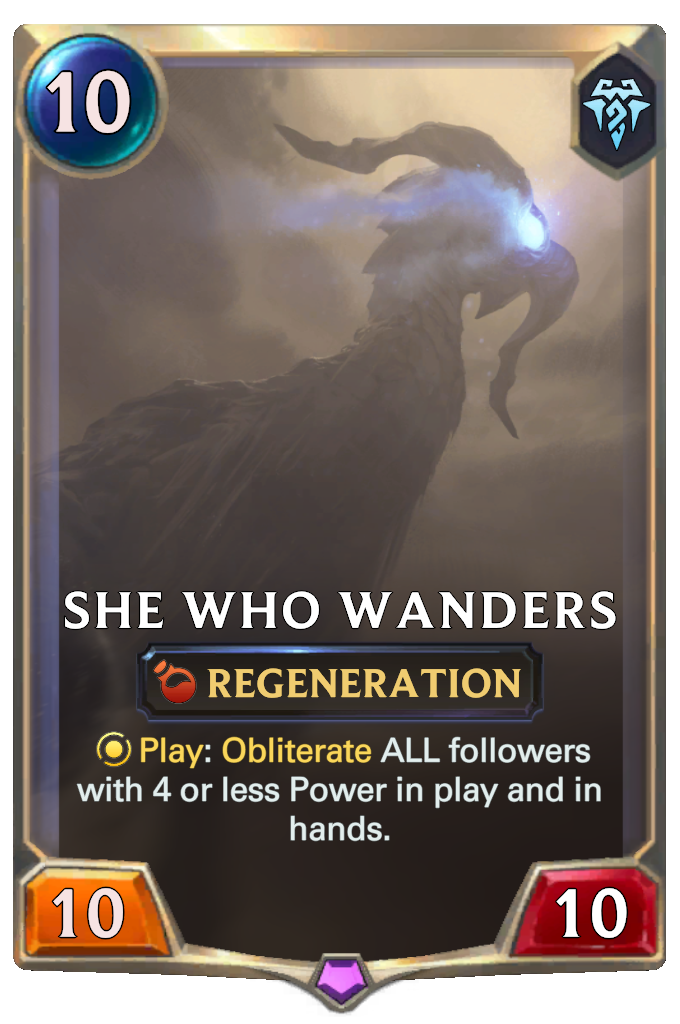 10
SHE WHO WANDERS
REGENERATION
Play: Obliterate ALL followers
with 4 or less Power in play and in
hands.
10
10